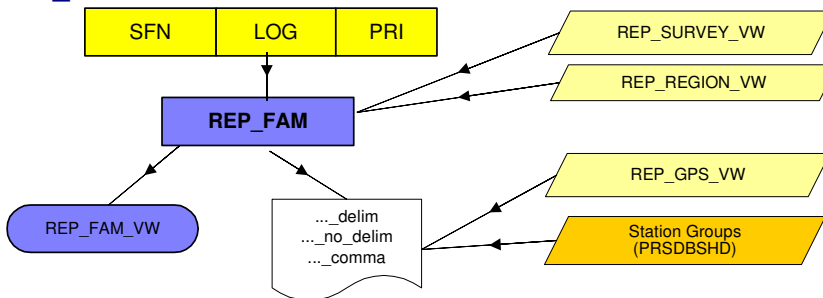 SFN LOG PRI
REP_SURVEY_VW
REP_REGION_VW
REP_FAM
REP_GPS_VW
REP_FAM_VW
..._delim
..._no_delim
..._comma
Station Groups
(PRSDBSHD)